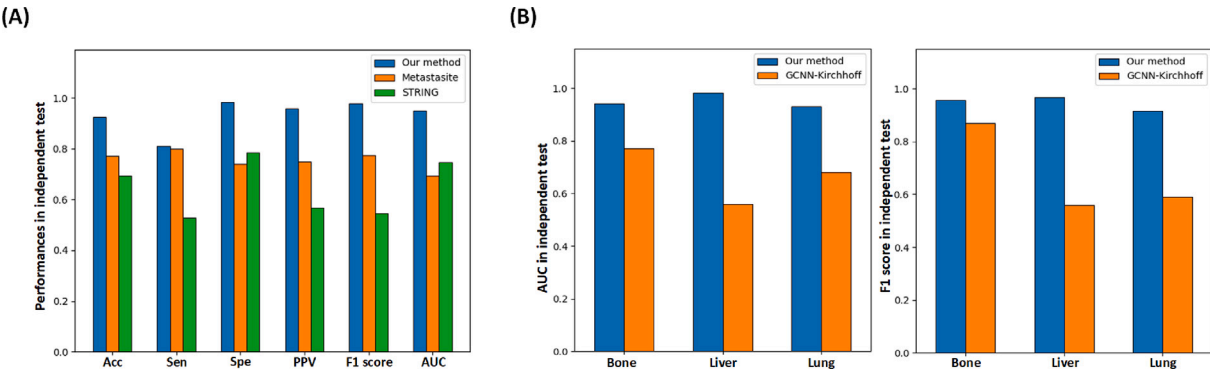 (A)
Performances in independent test
1.0
0.8
0.6
0.4
0.2
0.0
Our method
Metastasite
STRING
Acc Sen Spe PPV F1 score AUC
(B)
AUC in independent test
1.0
0.8
0.6
0.4
0.2
0.0
Our method
GCNN-Kirchhoff
Bone Liver Lung
F1 score in independent test
1.0
0.8
0.6
0.4
0.2
0.0
Our method
GCNN-Kirchhoff
Bone Liver Lung